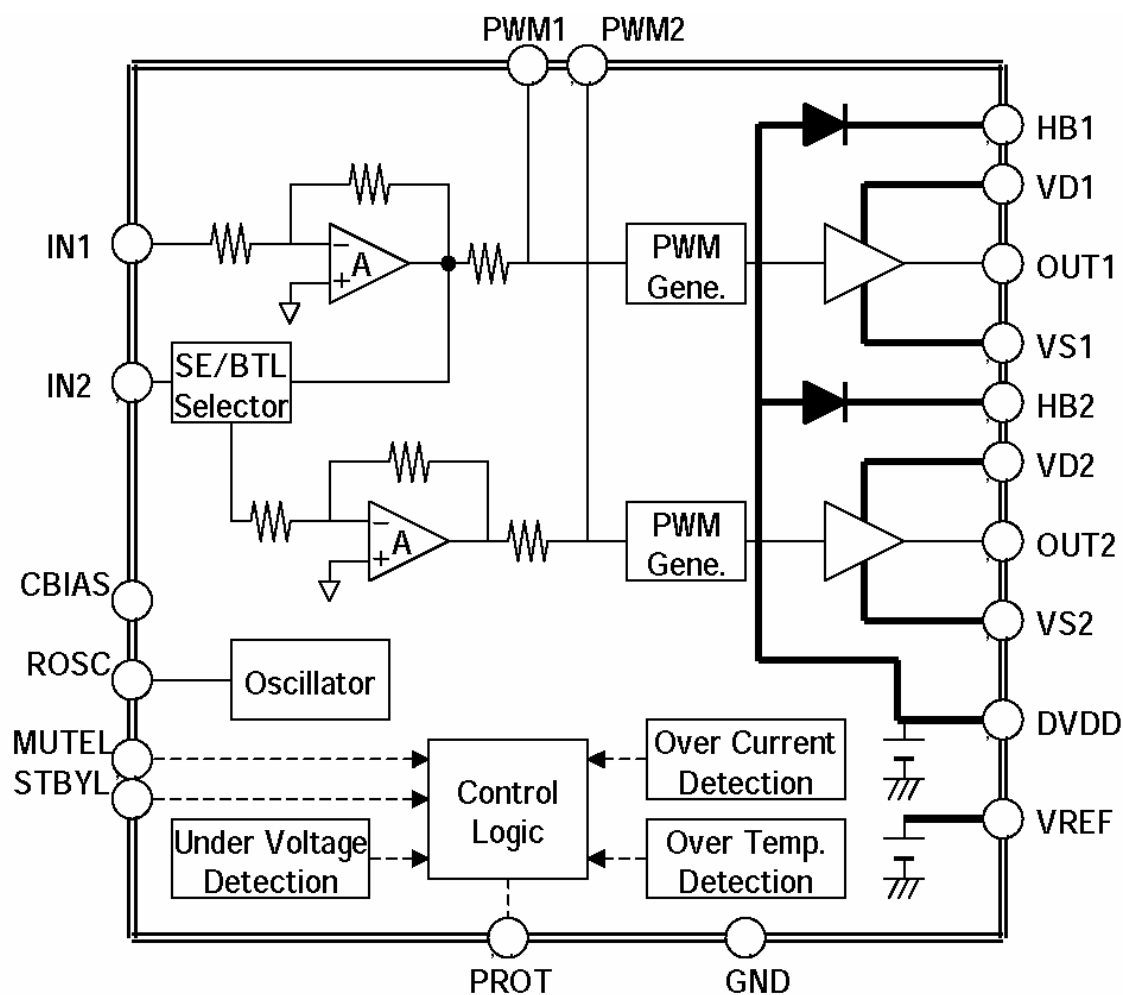 PWM1 PWM2
HB1
VD1
IN1
−
+
A
PWM
Gene.
OUT1
VS1
IN2
SE/BTL
Selector
HB2
VD2
−
+
A
PWM
Gene.
OUT2
CBIAS
VS2
ROSC
Oscillator
DVDD
MUTEL
STBYL
Control
Logic
Over Current
Detection
VREF
Under Voltage
Detection
Over Temp.
Detection
PROT
GND